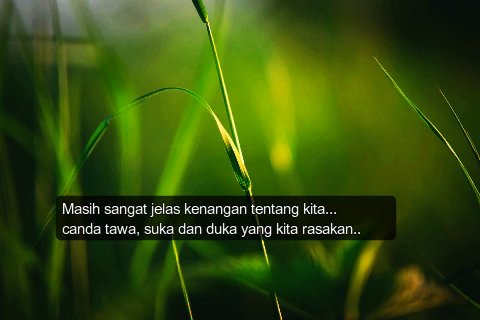 Masih sangat jelas kenangan tentang kita...
canda tawa, suka dan duka yang kita rasakan..